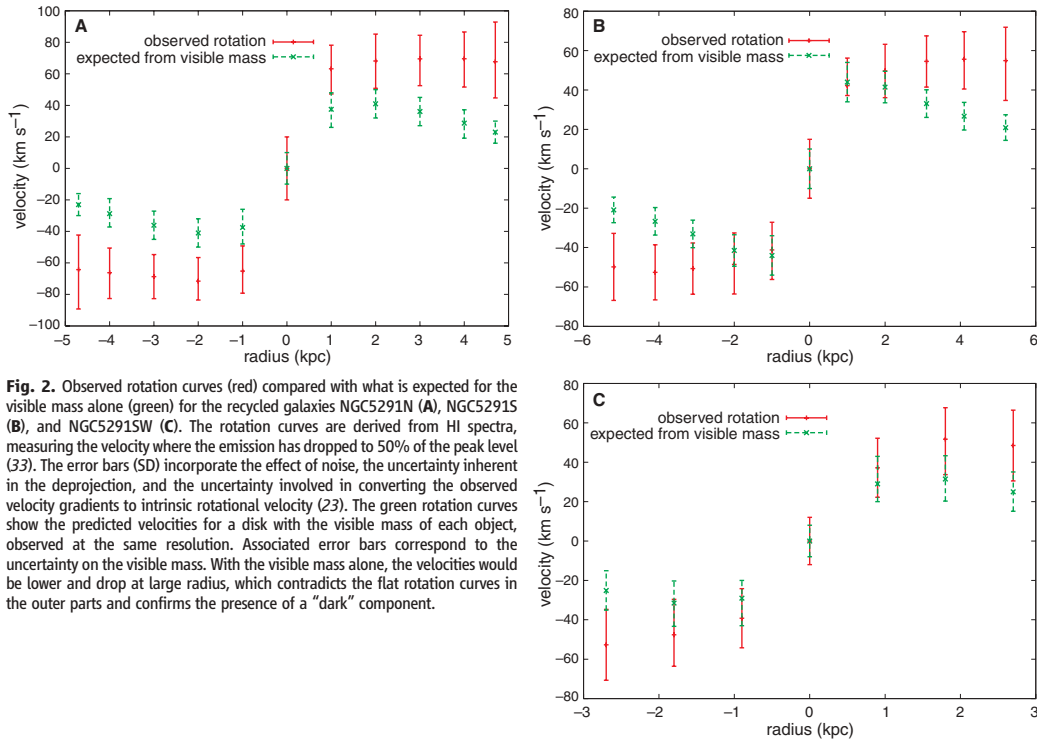 A
observed rotation
expected from visible mass
100
80
60
40
20
0
−20
−40
−60
−80
−100
velocity (km s−1)
−5 −4 −3 −2 −1 0 1 2 3 4 5
radius (kpc)
B
observed rotation
expected from visible mass
80
60
40
20
0
−20
−40
−60
−80
velocity (km s−1)
−6 −4 −2 0 2 4 6
radius (kpc)
Fig. 2. Observed rotation curves (red) compared with what is expected for the
visible mass alone (green) for the recycled galaxies NGC5291N (A), NGC5291S
(B), and NGC5291SW (C). The rotation curves are derived from HI spectra,
measuring the velocity where the emission has dropped to 50% of the peak level
(33). The error bars (SD) incorporate the effect of noise, the uncertainty inherent
in the deprojection, and the uncertainty involved in converting the observed
velocity gradients to intrinsic rotational velocity (23). The green rotation curves
show the predicted velocities for a disk with the visible mass of each object,
observed at the same resolution. Associated error bars correspond to the
uncertainty on the visible mass. With the visible mass alone, the velocities would
be lower and drop at large radius, which contradicts the flat rotation curves in
the outer parts and confirms the presence of a “dark” component.
C
observed rotation
expected from visible mass
80
60
40
20
0
−20
−40
−60
−80
velocity (km s−1)
−3 −2 −1 0 1 2 3
radius (kpc)